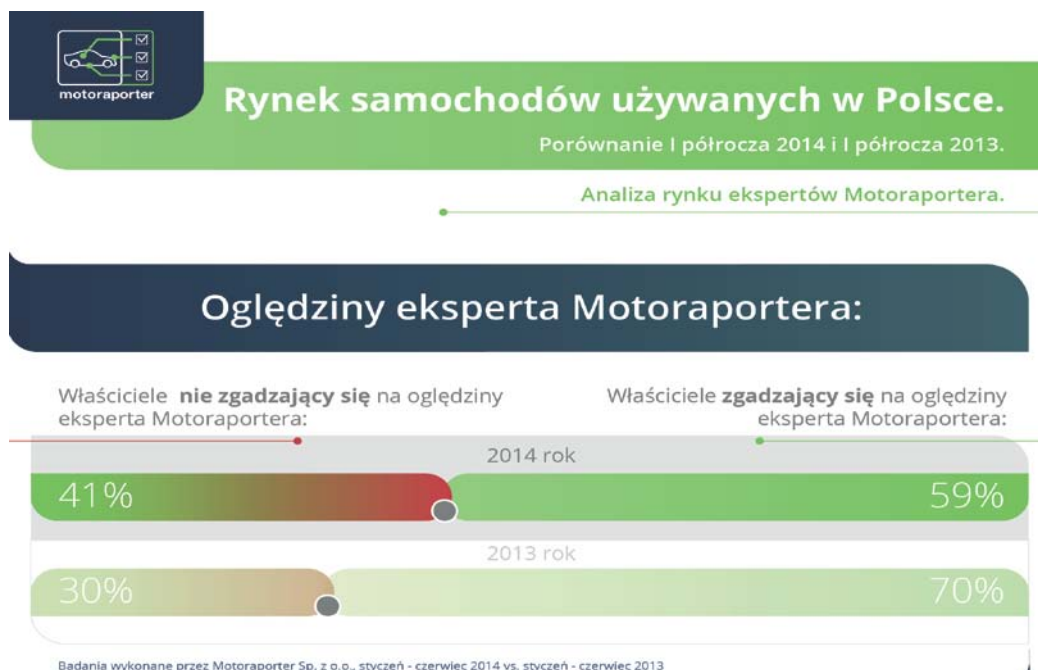 motoraporter
Rynek samochodów używanych w Polsce.
Porównanie I półrocza 2014 i I półrocza 2013.
Analiza rynku ekspertów Motoraportera.
Oględziny eksperta Motoraportera:
Właściciele nie zgadzający się na oględziny
eksperta Motoraportera:
Właściciele zgadzający się na oględziny
eksperta Motoraportera:
2014 rok
41% 59%
2013 rok
30% 70%
Badania wykonane przez Motoraporter Sp. z o.o., styczeń - czerwiec 2014 vs. styczeń - czerwiec 2013